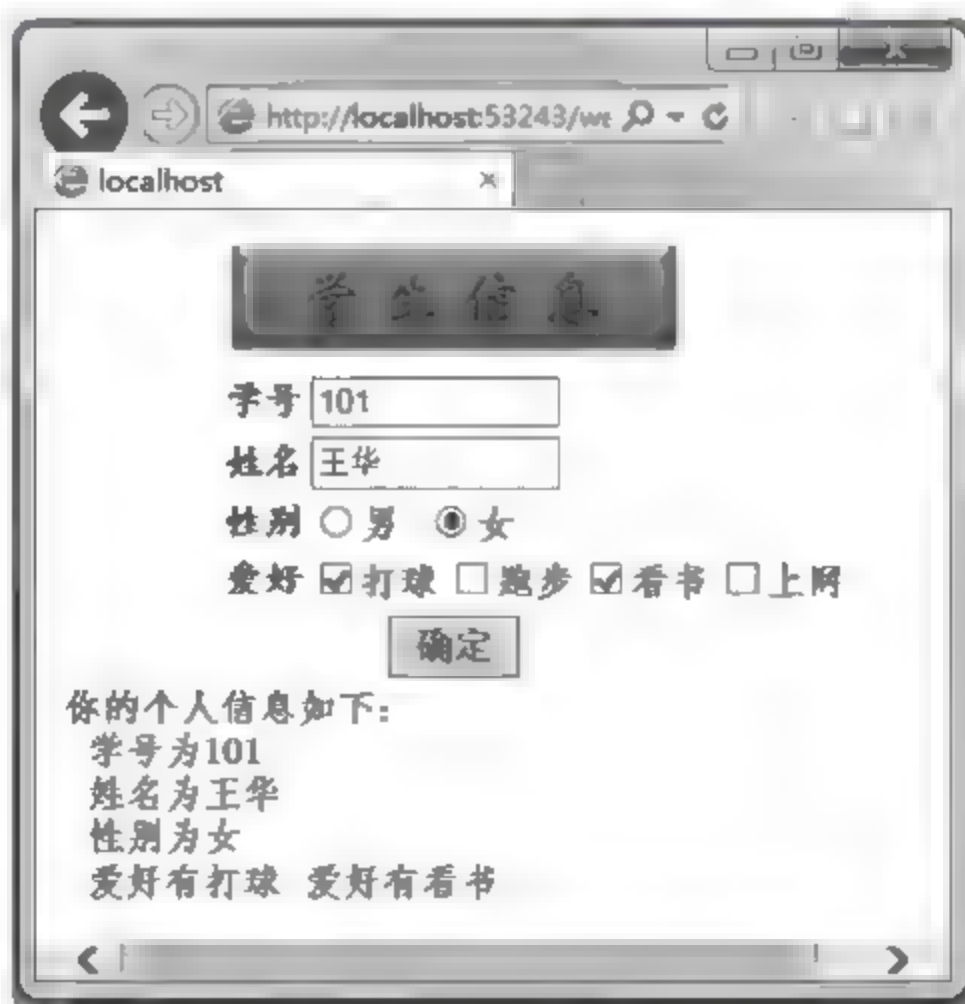 http://localhost:53243/we
localhost
学生信息
学号 101
姓名 王华
性别 男 女
爱好 打球 跑步 看书 上网
确定
你的个人信息如下:
学号为101
姓名为王华
性别为女
爱好有打球 爱好有看书